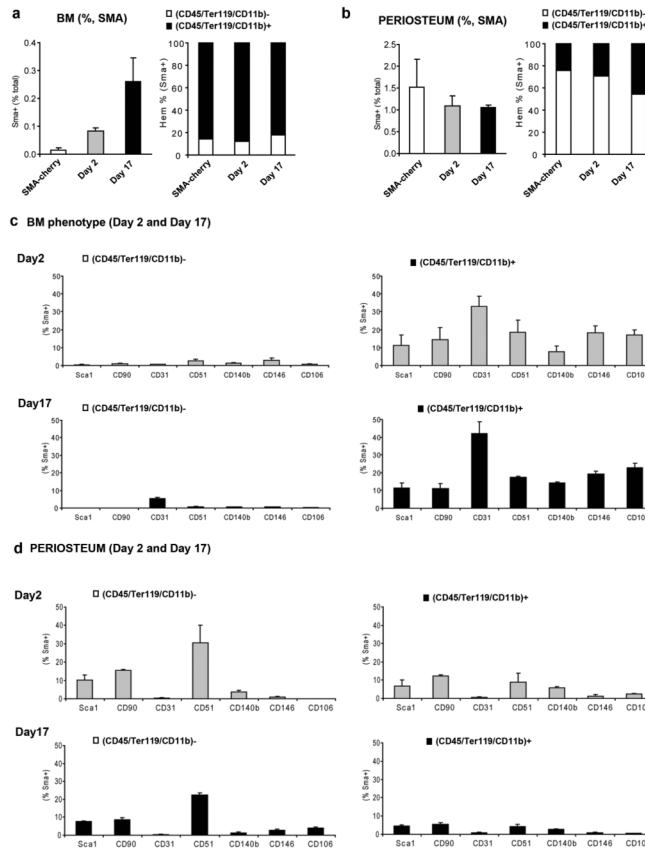 a BM (%, SMA)
□ (CD45/Ter119/CD11b)-
■ (CD45/Ter119/CD11b)+
Sma+ (% total)
0.4
0.3
0.2
0.1
0.0
SMA-cherry Day 2 Day 17
Hem % (Sma+)
100
80
60
40
20
0
SMA-cherry Day 2 Day 17
b PERIOSTEUM (%, SMA)
□ (CD45/Ter119/CD11b)-
■ (CD45/Ter119/CD11b)+
Sma+ (% total)
2.5
2.0
1.5
1.0
0.5
0.0
SMA-cherry Day 2 Day 17
Hem % (Sma+)
100
80
60
40
20
0
SMA-cherry Day 2 Day 17
c BM phenotype (Day 2 and Day 17)
Day2
□ (CD45/Ter119/CD11b)-
(% Sma+)
50
40
30
20
10
0
Sca1 CD90 CD31 CD51 CD140b CD146 CD106
■ (CD45/Ter119/CD11b)+
(% Sma+)
50
40
30
20
10
0
Sca1 CD90 CD31 CD51 CD140b CD146 CD10
Day17
□ (CD45/Ter119/CD11b)-
(% Sma+)
50
40
30
20
10
0
Sca1 CD90 CD31 CD51 CD140b CD146 CD106
■ (CD45/Ter119/CD11b)+
(% Sma+)
50
40
30
20
10
0
Sca1 CD90 CD31 CD51 CD140b CD146 CD10
d PERIOSTEUM (Day 2 and Day 17)
Day2
□ (CD45/Ter119/CD11b)-
(% Sma+)
50
40
30
20
10
0
Sca1 CD90 CD31 CD51 CD140b CD146 CD106
■ (CD45/Ter119/CD11b)+
(% Sma+)
50
40
30
20
10
0
Sca1 CD90 CD31 CD51 CD140b CD146 CD10
Day17
□ (CD45/Ter119/CD11b)-
(% Sma+)
50
40
30
20
10
0
Sca1 CD90 CD31 CD51 CD140b CD146 CD106
■ (CD45/Ter119/CD11b)+
(% Sma+)
50
40
30
20
10
0
Sca1 CD90 CD31 CD51 CD140b CD146 CD10